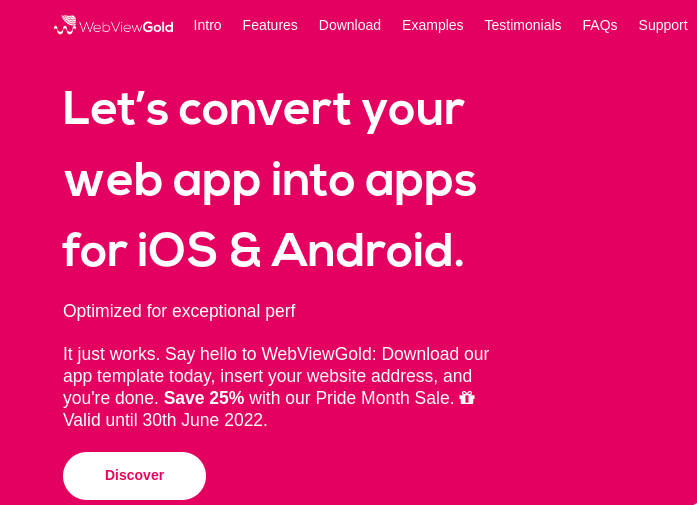 WebViewGold Intro Features Download Examples Testimonials FAQs Support
Let's convert your
web app into apps
for iOS & Android.
Optimized for exceptional perf
It just works. Say hello to WebViewGold: Download our
app template today, insert your website address, and
you're done. Save 25% with our Pride Month Sale.
Valid until 30th June 2022.
Discover